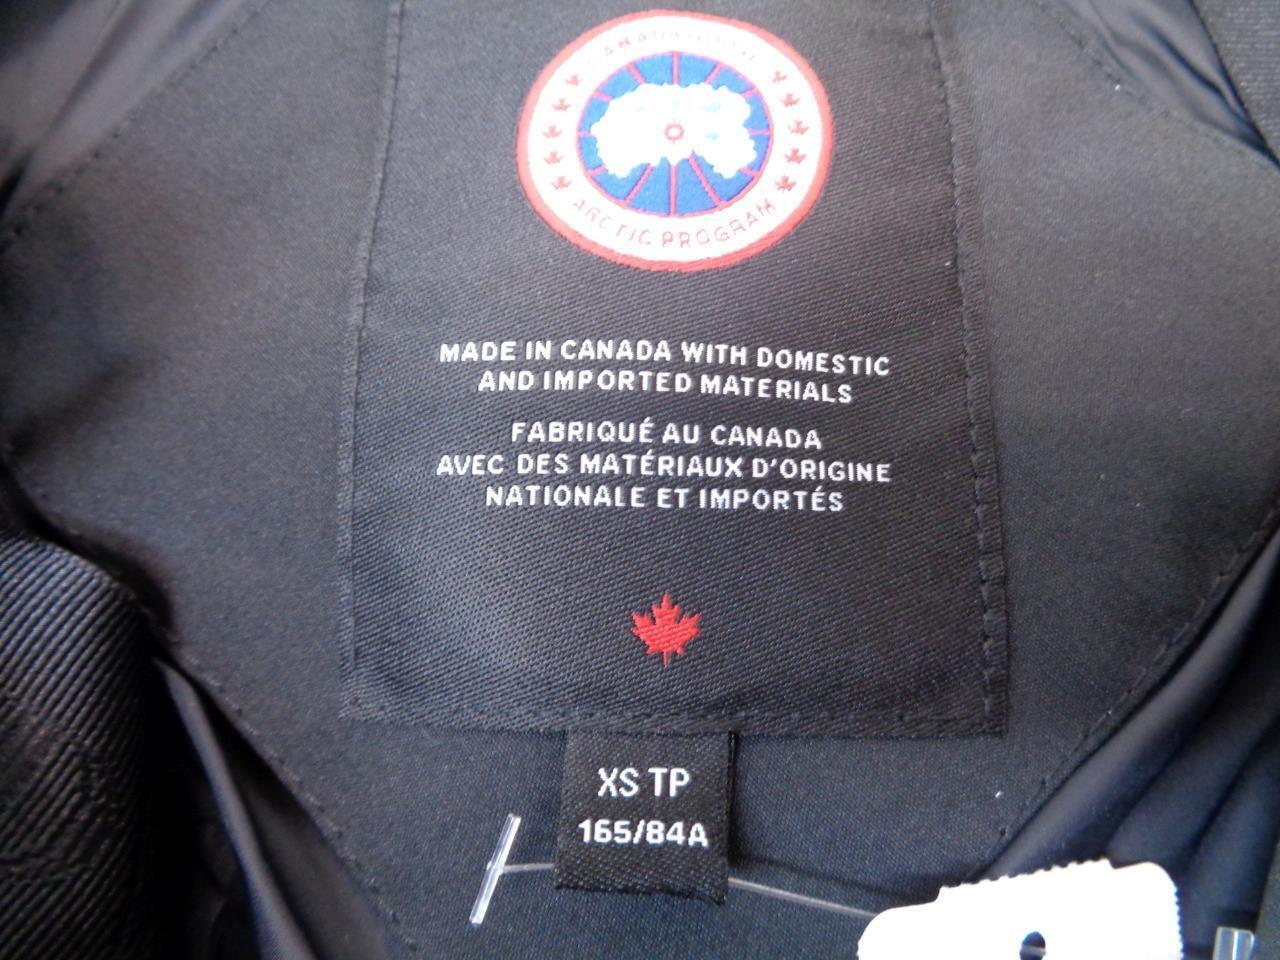 CANADA GOOSE
ARCTIC PROGRAM
MADE IN CANADA WITH DOMESTIC
AND IMPORTED MATERIALS
FABRIQUÉ AU CANADA
AVEC DES MATÉRIAUX D'ORIGINE
NATIONALE ET IMPORTÉS
XS TP
165/84A